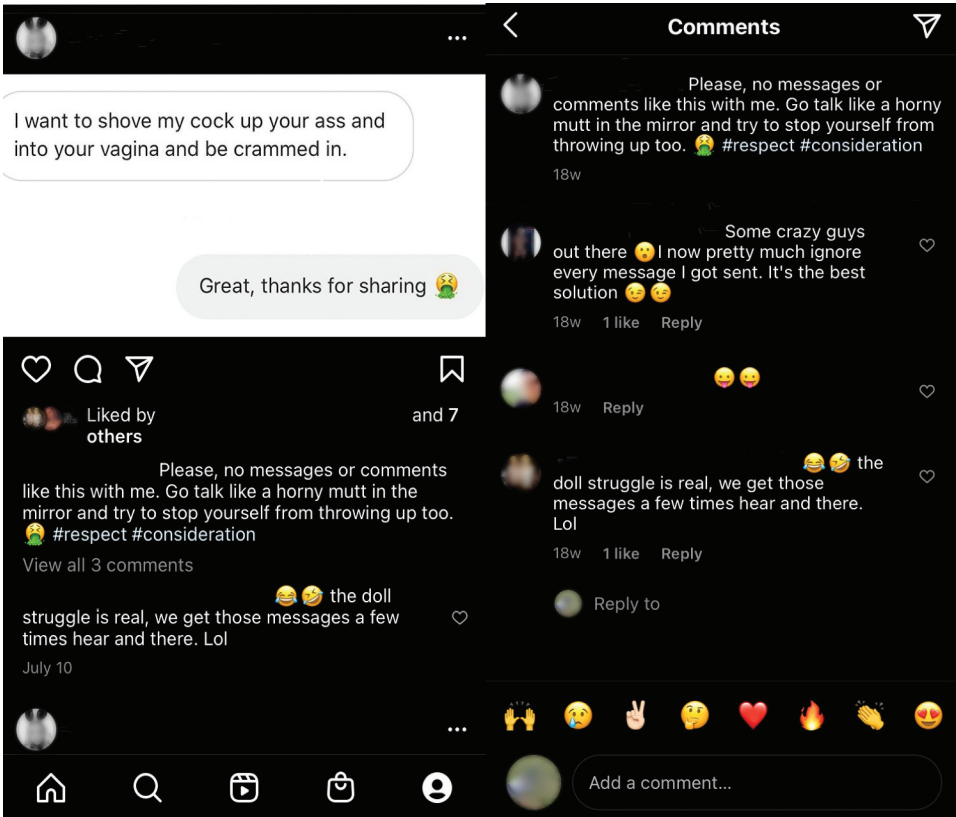 I want to shove my cock up your ass and
into your vagina and be crammed in.
Great, thanks for sharing 🤮
Liked by
and 7
others
Please, no messages or comments
like this with me. Go talk like a horny
mutt in the mirror and try to stop yourself from
throwing up too.
🤮 #respect #consideration
View all 3 comments
😂 🤣 the doll
struggle is real, we get those messages a few
times hear and there. Lol
July 10
Comments
Please, no messages or
comments like this with me. Go talk like a horny
mutt in the mirror and try to stop yourself from
throwing up too. 🤮 #respect #consideration
18w
Some crazy guys
out there 😮I now pretty much ignore
every message I got sent. It's the best
solution 😉 😉
18w 1 like Reply
😛 😛
18w Reply
😂 🤣 the
doll struggle is real, we get those
messages a few times hear and there.
Lol
18w 1 like Reply
Reply to
🙌 😢 ✌🏻 🤔 ❤️ 🔥 👏 😍
Add a comment...